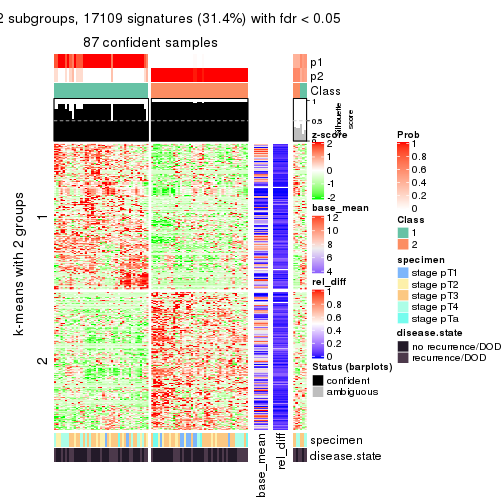 2 subgroups, 17109 signatures (31.4%) with fdr < 0.05
87 confident samples
p1
p2
Class
1
0.5
0
Silhouette
score
k-means with 2 groups
1
2
z-score
2
1
0
-1
-2
base_mean
12
10
8
6
4
rel_diff
1
0.8
0.6
0.4
0.2
0
Status (barplots)
confident
ambiguous
Prob
1
0.8
0.6
0.4
0.2
0
Class
1
2
specimen
stage pT1
stage pT2
stage pT3
stage pT4
stage pTa
disease.state
no recurrence/DOD
recurrence/DOD
specimen
disease.state
base_mean
rel_diff